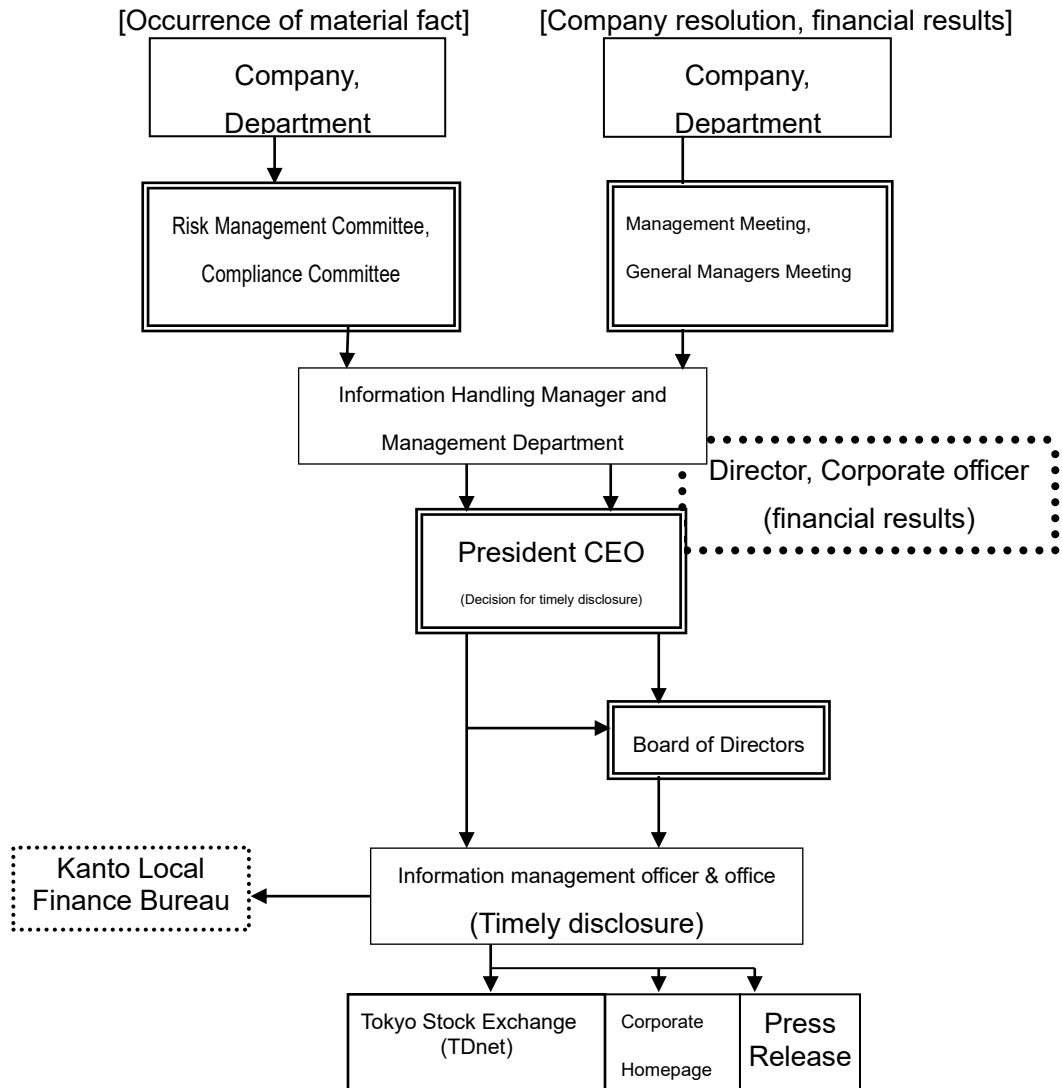 [Occurrence of material fact]
[Company resolution, financial results]
Company,
Department
Company,
Department
Risk Management Committee,
Compliance Committee
Management Meeting,
General Managers Meeting
Information Handling Manager and
Management Department
Director, Corporate officer
(financial results)
President CEO
(Decision for timely disclosure)
Board of Directors
Kanto Local
Finance Bureau
Information management officer & office
(Timely disclosure)
Tokyo Stock Exchange
(TDnet)
Corporate
Homepage
Press
Release